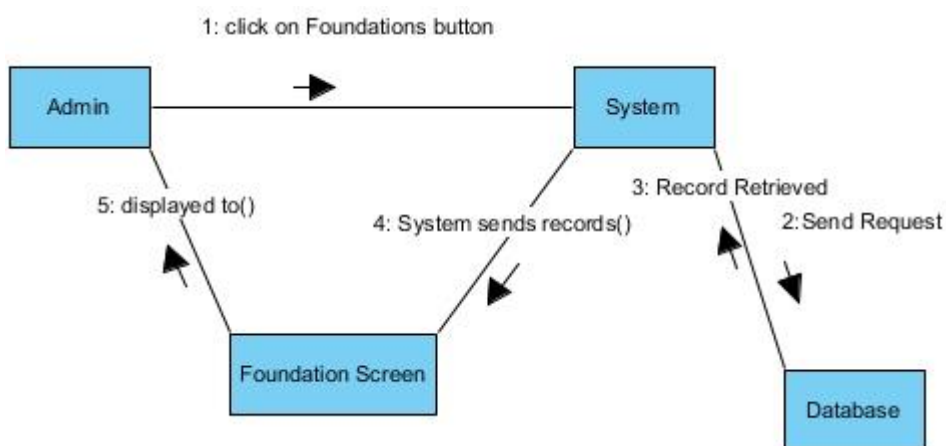 1: click on Foundations button
Admin
System
3: Record Retrieved
5: displayed to()
4: System sends records()
2:Send Request
Foundation Screen
Database